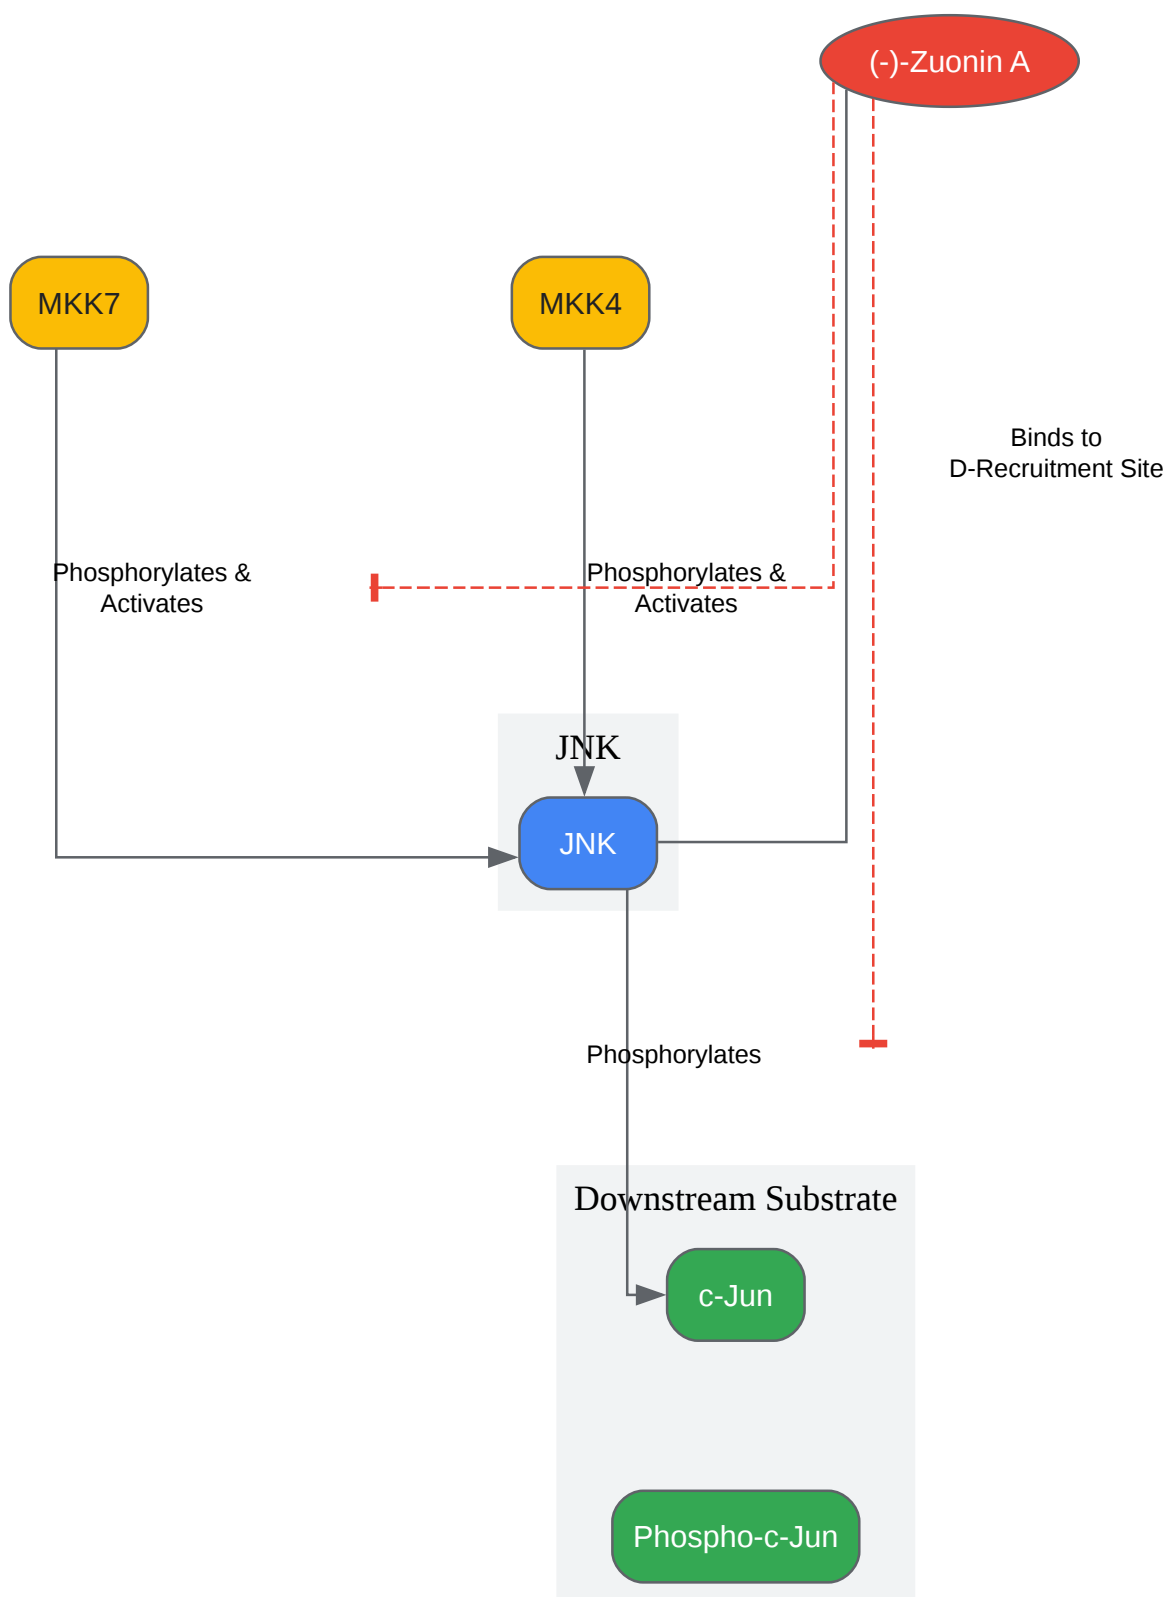 (-)-Zuonin A
MKK7
MKK4
Binds to
D-Recruitment Site
Phosphorylates &
Activates
Phosphorylates &
Activates
JNK
JNK
Phosphorylates
Downstream Substrate
c-Jun
Phospho-c-Jun